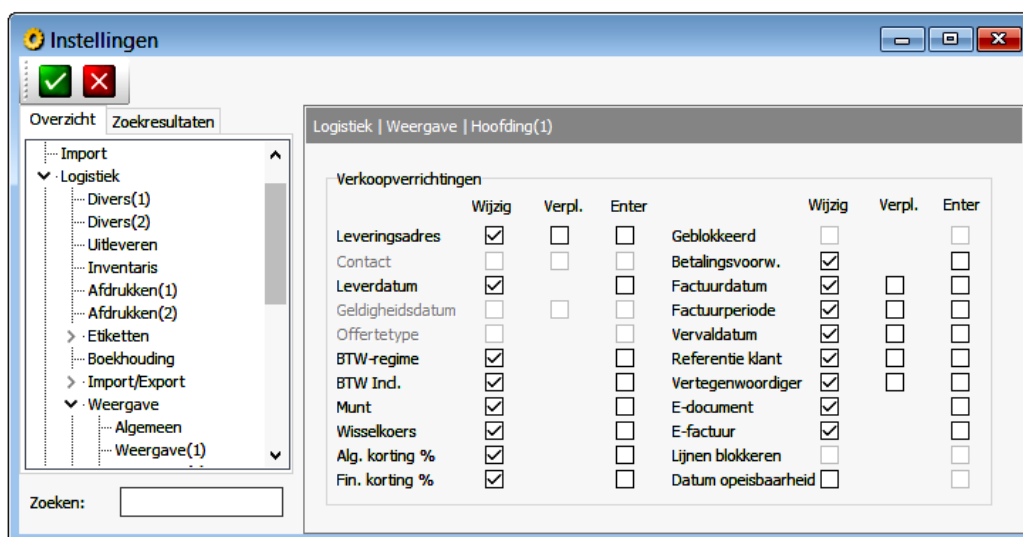 Instellingen
Overzicht Zoekresultaten
Import
Logistiek
Divers(1)
Divers(2)
Uitleveren
Inventaris
Afdrukken(1)
Afdrukken(2)
Etiketten
Boekhouding
Import/Export
Weergave
Algemeen
Weergave(1)
Zoeken:
Logistiek | Weergave | Hoofding(1)
Verkoopverrichtingen
Wijzig Verpl. Enter Wijzig Verpl. Enter
Leveringsadres Geblokkeerd
Contact Betalingsvoorw.
Leverdatum Factuurdatum
Geldigheidsdatum Factuurperiode
Offertetype Vervaldatum
BTW-regime Referentie klant
BTW Incl. Vertegenwoordiger
Munt E-document
Wisselkoers E-factuur
Alg. korting % Lijnen blokkeren
Fin. korting % Datum opeisbaarheid